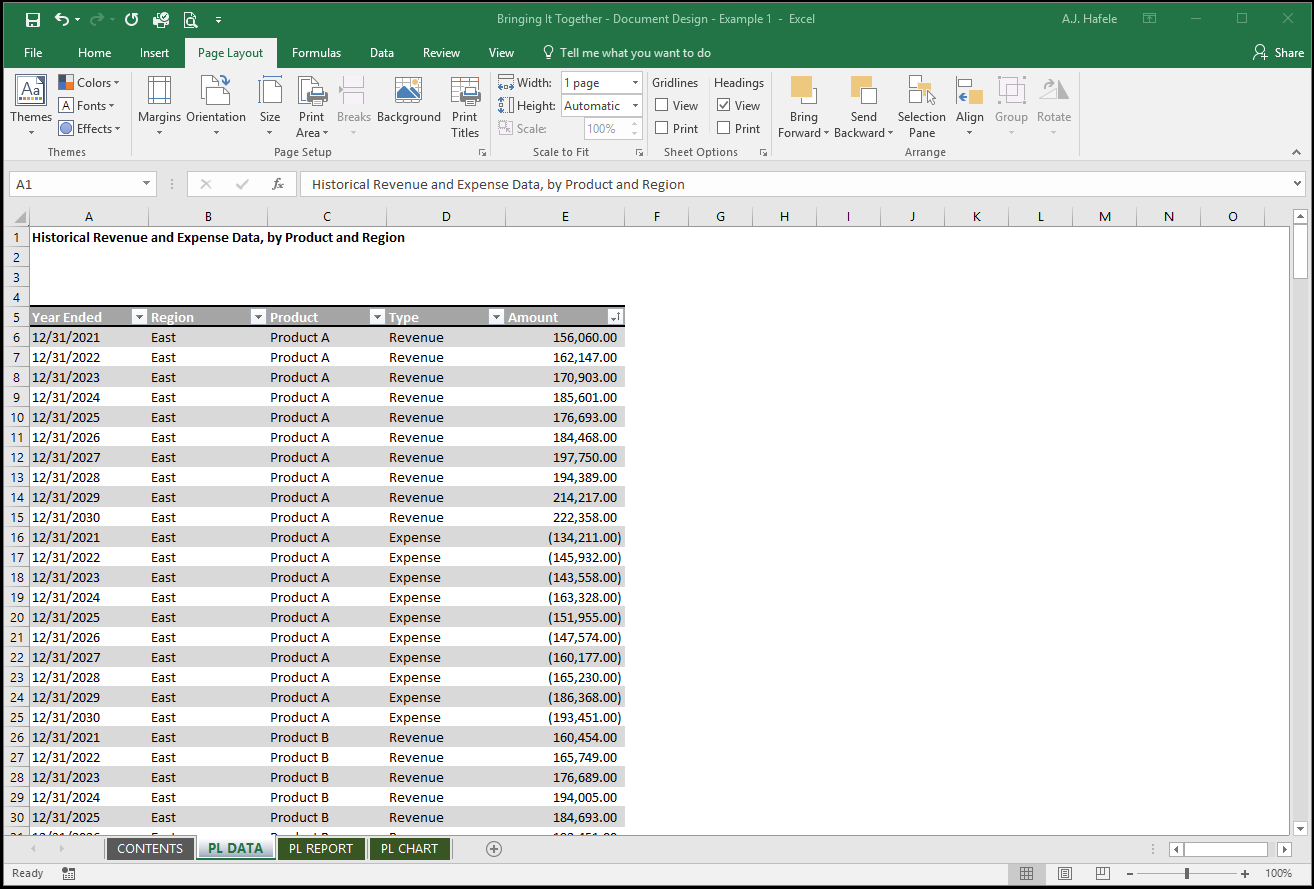 Bringing It Together - Document Design - Example 1 - Excel
A.J. Hafele
File Home Insert Page Layout Formulas Data Review View Tell me what you want to do Share
Themes
Colors
Fonts
Effects
Themes
Margins
Orientation
Size
Print Area
Breaks
Background
Print Titles
Page Setup
Width: 1 page
Height: Automatic
Scale: 100%
Scale to Fit
Gridlines
View
Print
Headings
View
Print
Sheet Options
Bring Forward
Send Backward
Selection Pane
Align
Group
Rotate
Arrange
A1 fx Historical Revenue and Expense Data, by Product and Region
A B C D E F G H I J K L M N O
1 Historical Revenue and Expense Data, by Product and Region
2
3
4
5 Year Ended Region Product Type Amount
6 12/31/2021 East Product A Revenue 156,060.00
7 12/31/2022 East Product A Revenue 162,147.00
8 12/31/2023 East Product A Revenue 170,903.00
9 12/31/2024 East Product A Revenue 185,601.00
10 12/31/2025 East Product A Revenue 176,693.00
11 12/31/2026 East Product A Revenue 184,468.00
12 12/31/2027 East Product A Revenue 197,750.00
13 12/31/2028 East Product A Revenue 194,389.00
14 12/31/2029 East Product A Revenue 214,217.00
15 12/31/2030 East Product A Revenue 222,358.00
16 12/31/2021 East Product A Expense (134,211.00)
17 12/31/2022 East Product A Expense (145,932.00)
18 12/31/2023 East Product A Expense (143,558.00)
19 12/31/2024 East Product A Expense (163,328.00)
20 12/31/2025 East Product A Expense (151,955.00)
21 12/31/2026 East Product A Expense (147,574.00)
22 12/31/2027 East Product A Expense (160,177.00)
23 12/31/2028 East Product A Expense (165,230.00)
24 12/31/2029 East Product A Expense (186,368.00)
25 12/31/2030 East Product A Expense (193,451.00)
26 12/31/2021 East Product B Revenue 160,454.00
27 12/31/2022 East Product B Revenue 165,749.00
28 12/31/2023 East Product B Revenue 176,689.00
29 12/31/2024 East Product B Revenue 194,005.00
30 12/31/2025 East Product B Revenue 184,693.00
CONTENTS PL DATA PL REPORT PL CHART
Ready 100%